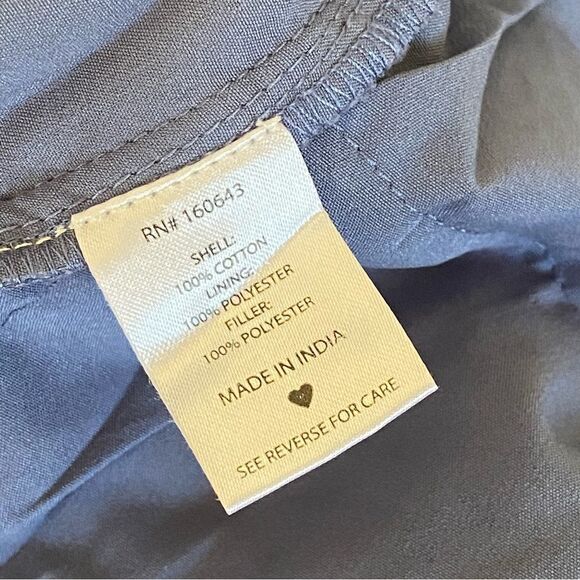 RN# 160643
SHELL:
100% COTTON
LINING:
100% POLYESTER
FILLER:
100% POLYESTER
MADE IN INDIA
SEE REVERSE FOR CARE